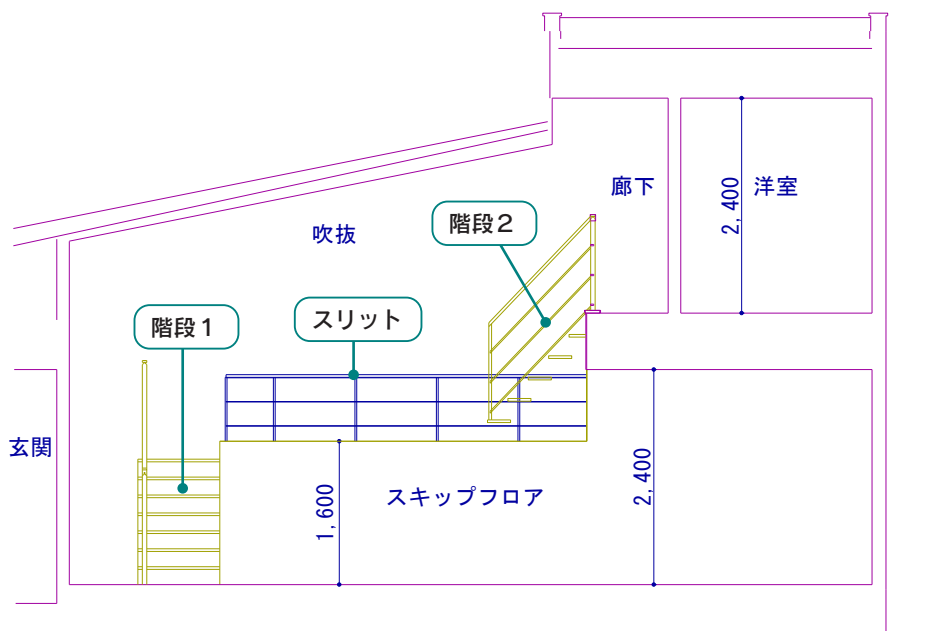 廊下
洋室
2,400
階段2
吹抜
階段1
スリット
玄関
1,600
スキップフロア
2,400